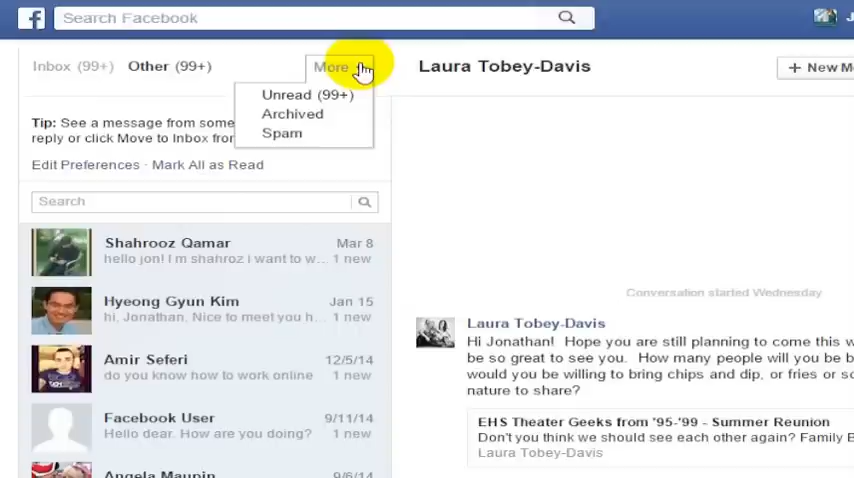 f Search Facebook
J
Inbox (99+) Other (99+) More
Laura Tobey-Davis
+ New
Unread (99+)
Archived
Spam
Tip: See a message from
reply or click Move to Inbox
Edit Preferences · Mark All as Read
Search
Shahrooz Qamar Mar 8
hello jon! I m shahroz i want to w... 1 new
Hyeong Gyun Kim Jan 15
hi, Jonathan, Nice to meet you h... 1 new
Amir Seferi 12/5/14
do you know how to work online 1 new
Facebook User 9/11/14
Hello dear. How are you doing? 1 new
Angela Maupin 9/6/14
Conversation started Wednesday
Laura Tobey-Davis
Hi Jonathan! Hope you are still planning to come this
be so great to see you. How many people will you be
would you be willing to bring chips and dip, or fries or
nature to share?
EHS Theater Geeks from '95-'99 - Summer Reunion
Don't you think we should see each other again? Family
Laura Tobey-Davis